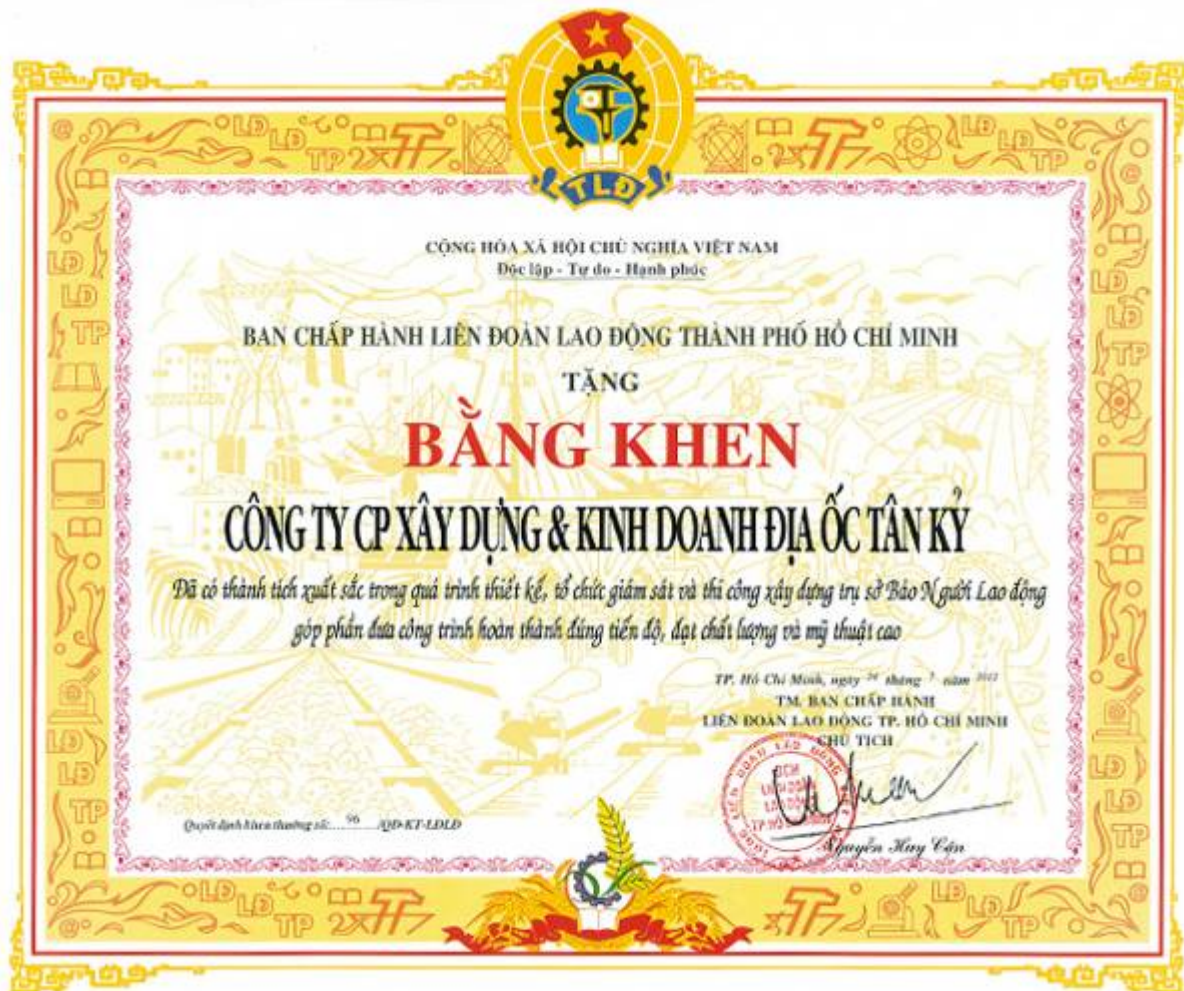 TLĐ
CỘNG HÒA XÃ HỘI CHỦ NGHĨA VIỆT NAM
Độc lập - Tự do - Hạnh phúc
BAN CHẤP HÀNH LIÊN ĐOÀN LAO ĐỘNG THÀNH PHỐ HỒ CHÍ MINH
TẶNG
BẰNG KHEN
CÔNG TY CP XÂY DỰNG & KINH DOANH ĐỊA ỐC TÂN KỶ
Đã có thành tích xuất sắc trong quá trình thiết kế, tổ chức giám sát và thi công xây dựng trụ sở Báo Người Lao động
góp phần đưa công trình hoàn thành đúng tiến độ, đạt chất lượng và mỹ thuật cao
TP. Hồ Chí Minh, ngày tháng năm
TM. BAN CHẤP HÀNH
LIÊN ĐOÀN LAO ĐỘNG TP. HỒ CHÍ MINH
CHỦ TỊCH
Quyết định khen thưởng số: 96 /QĐ-KT-LĐLĐ
Nguyễn Huy Cận